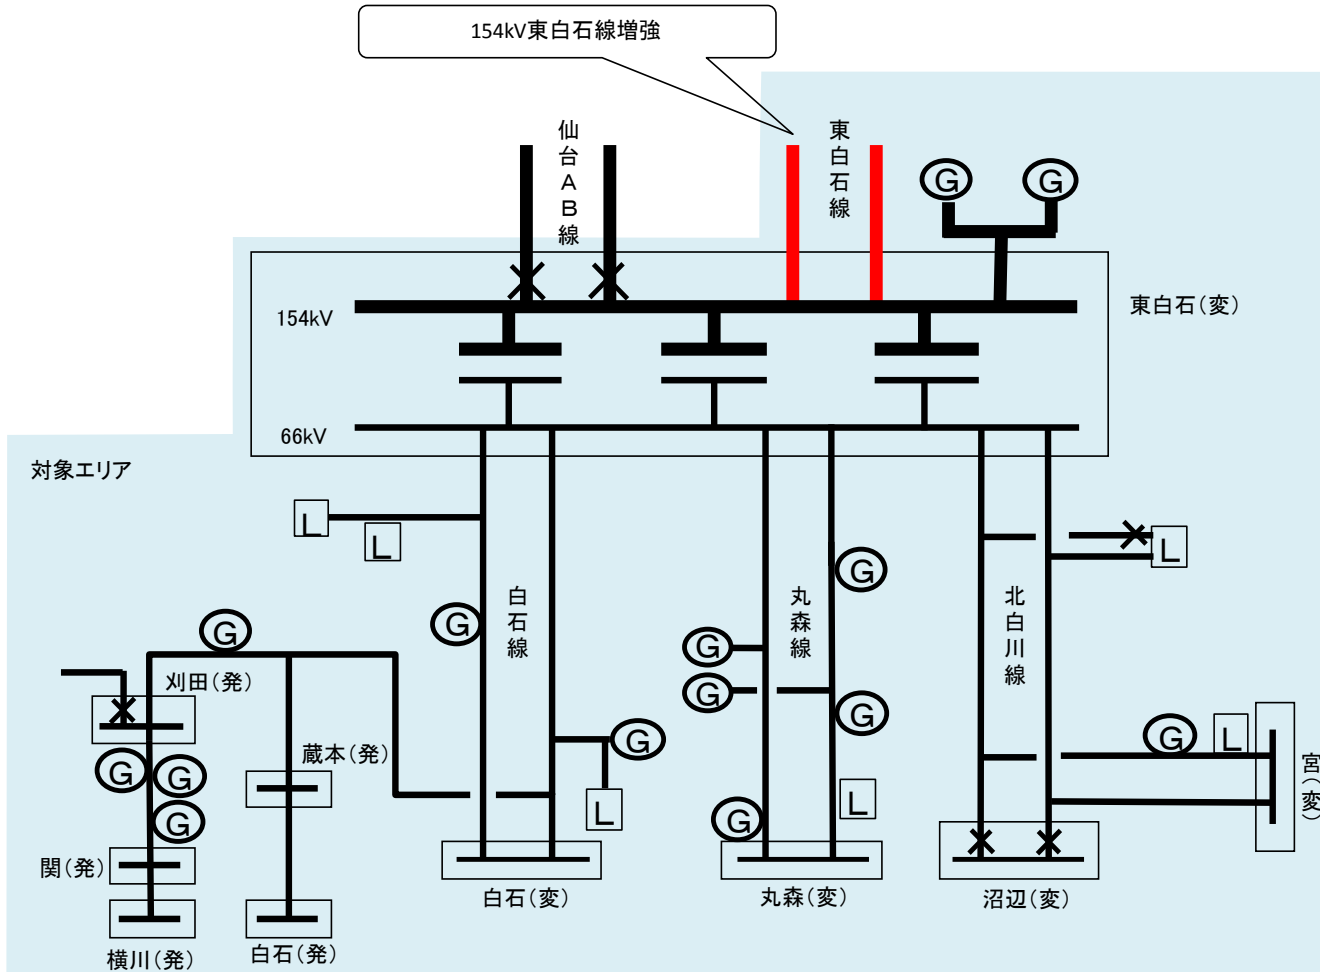 154kV東白石線増強
仙台AB線
東白石線
G
G
154kV
東白石(変)
66kV
対象エリア
L
L
L
G
白石線
G
丸森線
北白川線
G
G
G
刈田(発)
G
G
L
宮(変)
蔵本(発)
G
G
G
G
L
L
G
関(発)
白石(変)
丸森(変)
沼辺(変)
横川(発)
白石(発)